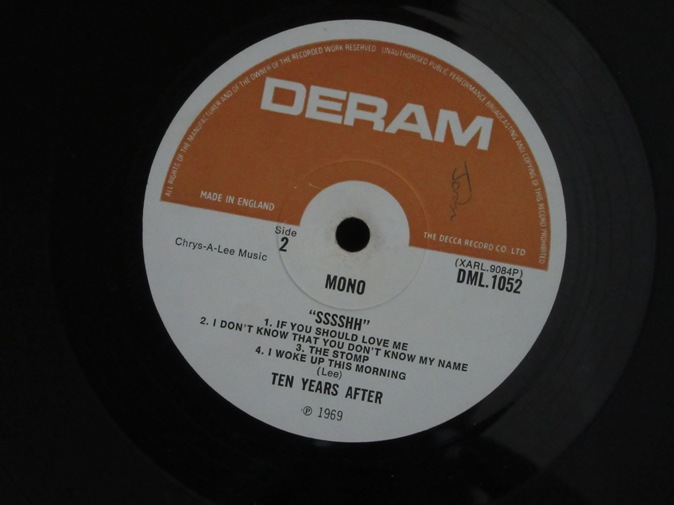 ALL RIGHTS OF THE MANUFACTURER AND OF THE OWNER OF THE RECORDED WORK RESERVED UNAUTHORISED PUBLIC PERFORMANCE BROADCASTING AND COPYING OF THIS RECORD PROHIBITED
DERAM
MADE IN ENGLAND
THE DECCA RECORD CO. LTD
Side
2
Chrys-A-Lee Music
(XARL.9084P)
DML.1052
MONO
"SSSSHH"
1. IF YOU SHOULD LOVE ME
2. I DON'T KNOW THAT YOU DON'T KNOW MY NAME
3. THE STOMP
4. I WOKE UP THIS MORNING
(Lee)
TEN YEARS AFTER
℗ 1969